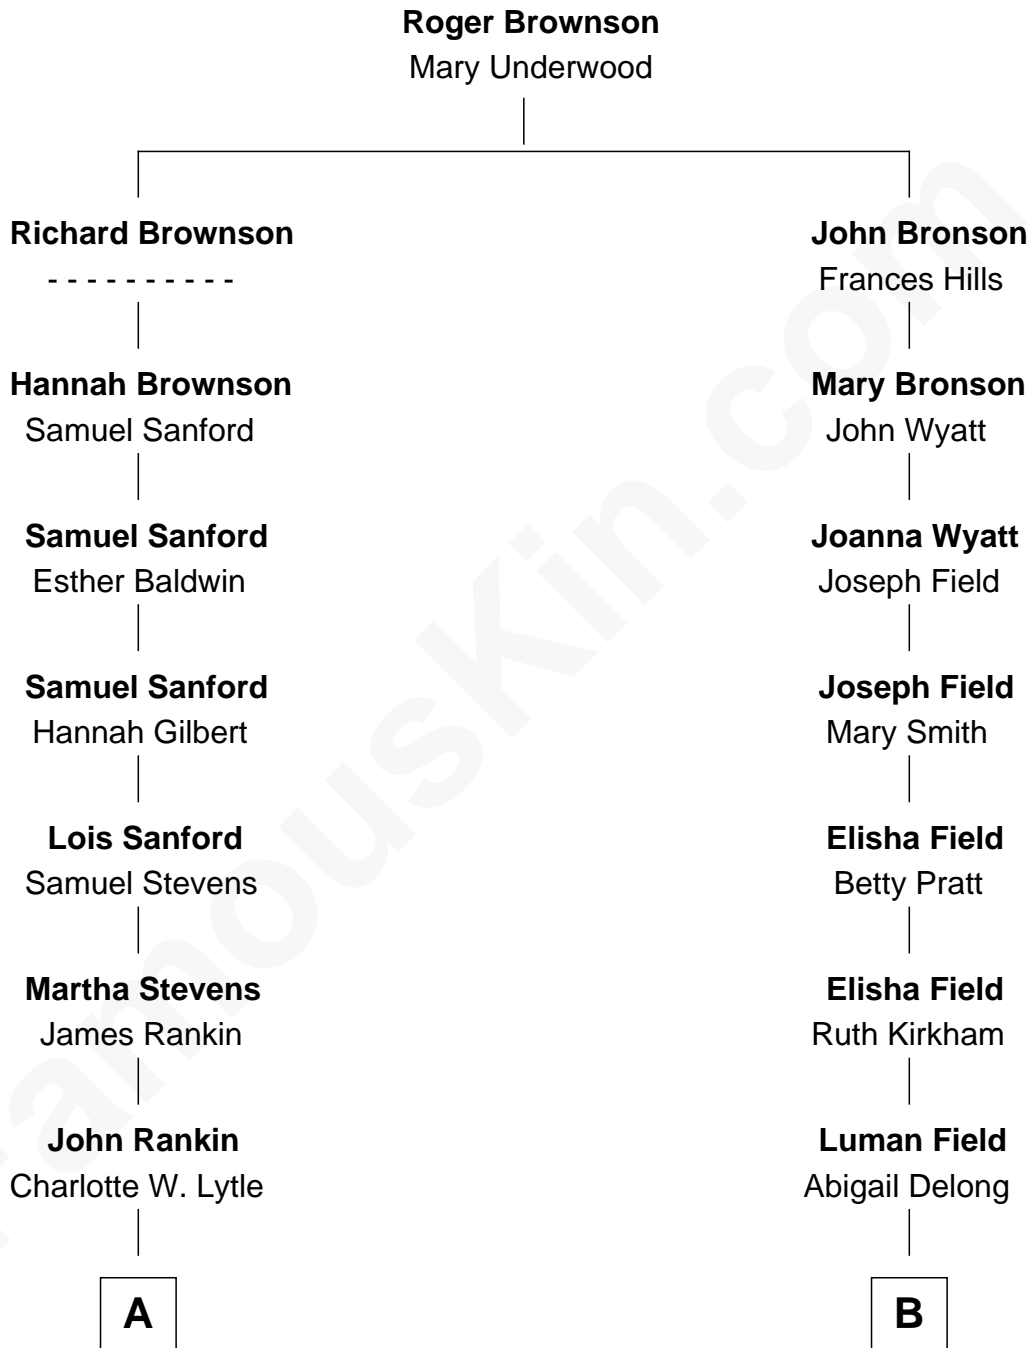 Roger Brownson
Mary Underwood
Richard Brownson
- - - - - - - - - -
Hannah Brownson
Samuel Sanford
Samuel Sanford
Esther Baldwin
Samuel Sanford
Hannah Gilbert
Lois Sanford
Samuel Stevens
Martha Stevens
James Rankin
John Rankin
Charlotte W. Lytle
A
John Bronson
Frances Hills
Mary Bronson
John Wyatt
Joanna Wyatt
Joseph Field
Joseph Field
Mary Smith
Elisha Field
Betty Pratt
Elisha Field
Ruth Kirkham
Luman Field
Abigail Delong
B
FamousKin.com